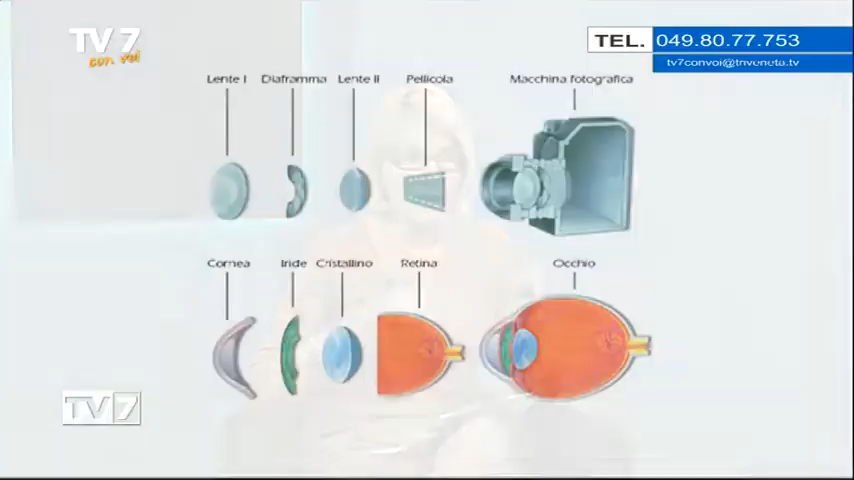 TV7
con voi
TEL. 049.80.77.753
tv7convoi@triveneta.tv
Lente I Diaframma Lente II Pellicola Macchina fotografica
Cornea Iride Cristallino Retina Occhio
TV7